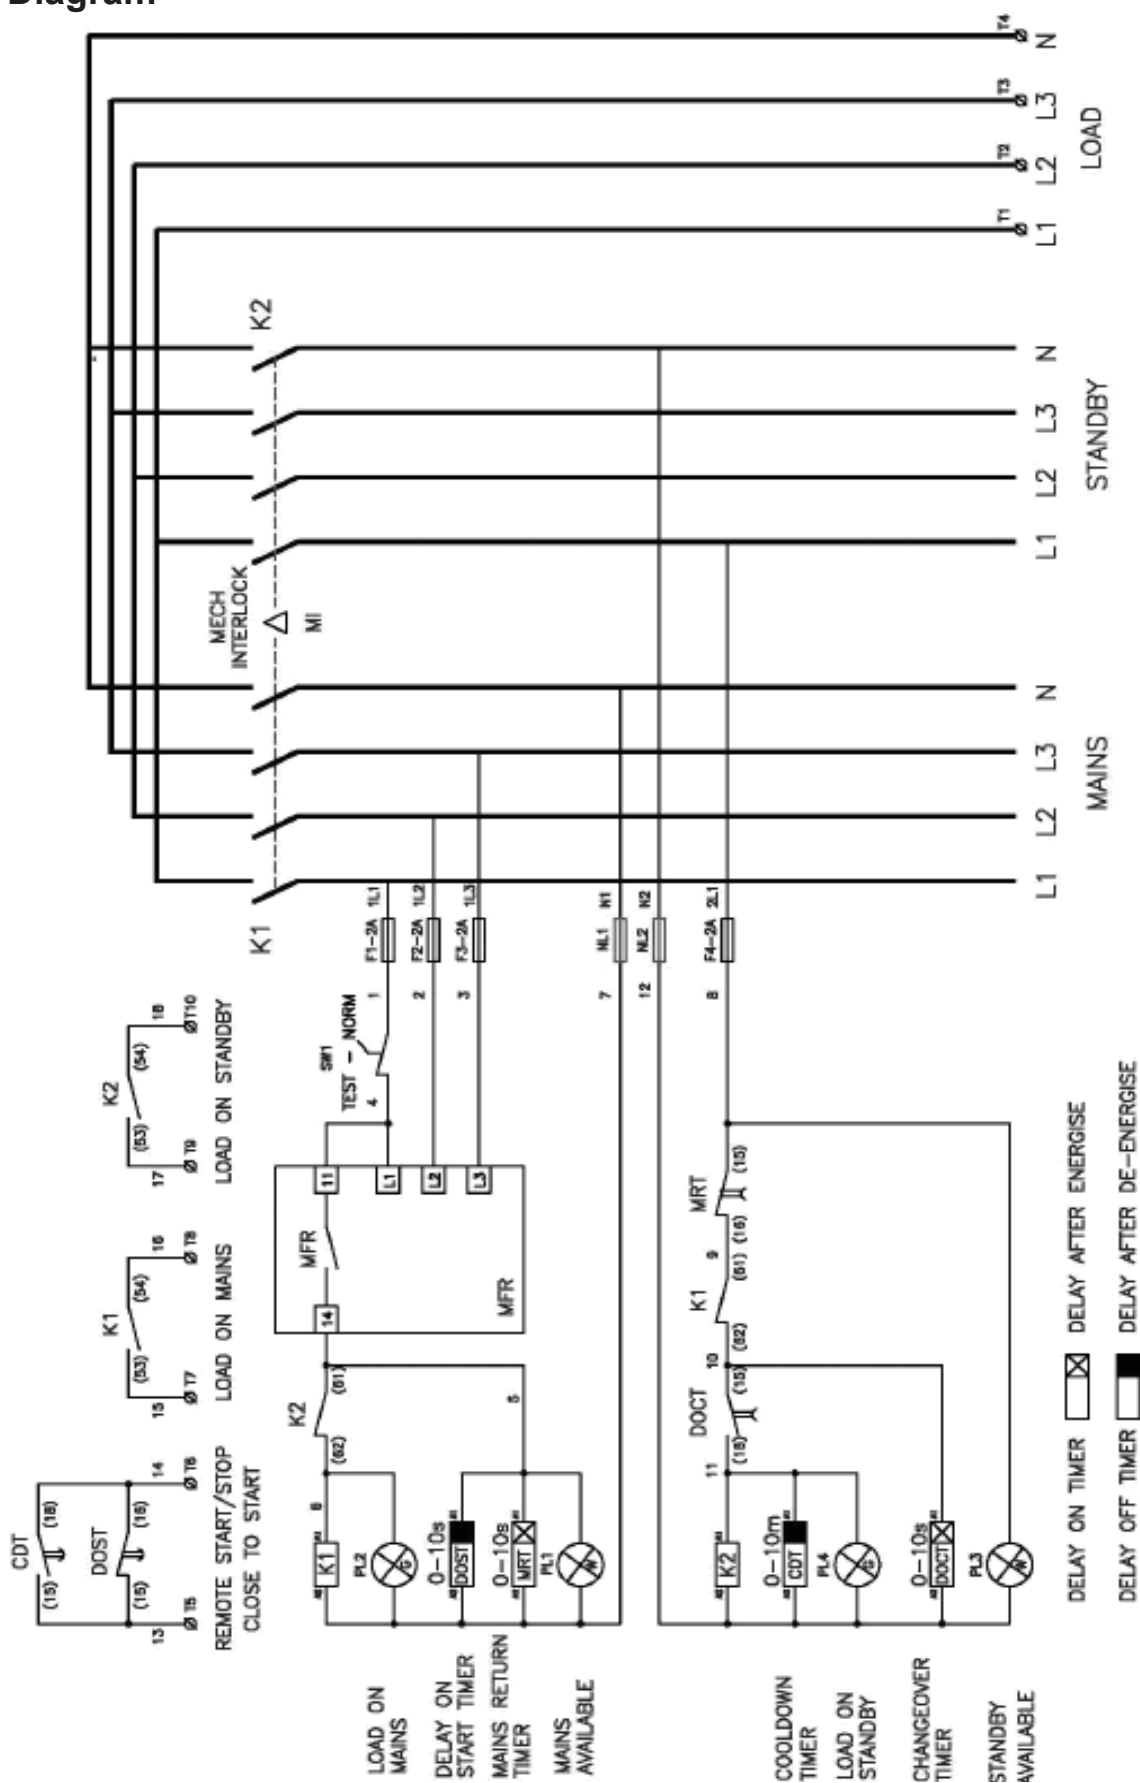 Diagram
T4
N
T3
L3
T2
L2
T1
L1
LOAD
K2
N
L3
L2
L1
STANDBY
MECH
INTERLOCK
MI
N
L3
L2
L1
MAINS
K1
F1-2A 1L1
F2-2A 1L2
F3-2A 1L3
NL1 N1
NL2 N2
F4-2A 2L1
1
2
3
7
12
8
SW1
TEST – NORM
4
11
L1
L2
L3
MFR
14
MFR
K2
(61)
(62)
5
6
K1
PL2
G
0-10s
DOST
0-10s
MRT
PL1
W
LOAD ON
MAINS
DELAY ON
START TIMER
MAINS RETURN
TIMER
MAINS
AVAILABLE
MRT
(15)
(16)
9
K1
(61)
(62)
10
DOCT
(15)
(18)
11
K2
0-10m
CDT
PL4
G
0-10s
DOCT
PL3
W
COOLDOWN
TIMER
LOAD ON
STANDBY
CHANGEOVER
TIMER
STANDBY
AVAILABLE
CDT
(15)
(18)
DOST
(15)
(16)
13
T5
14
T6
REMOTE START/STOP
CLOSE TO START
K1
(53)
(54)
15
T7
16
T8
LOAD ON MAINS
K2
(53)
(54)
17
T9
18
T10
LOAD ON STANDBY
DELAY ON TIMER
DELAY AFTER ENERGISE
DELAY OFF TIMER
DELAY AFTER DE-ENERGISE